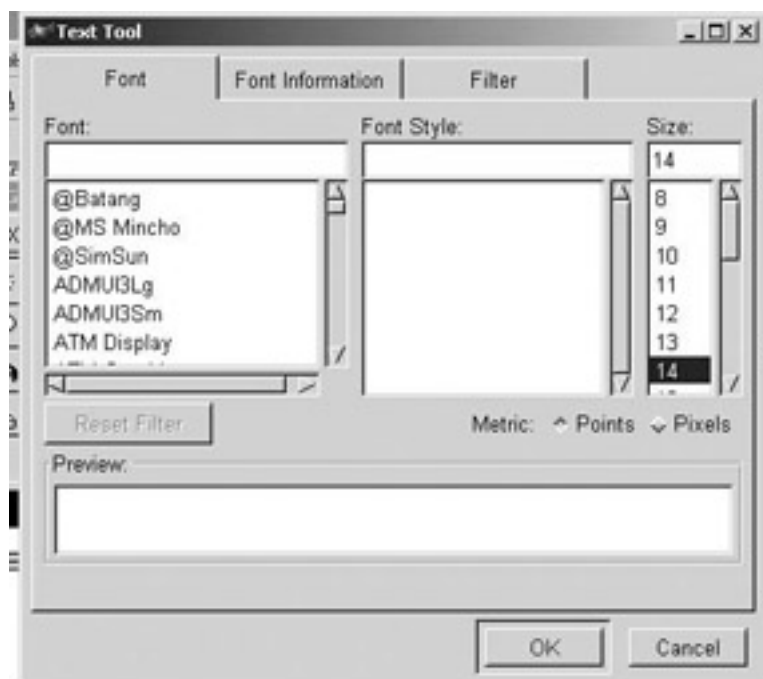 Text Tool
Font
Font Information
Filter
Font:
Font Style:
Size:
14
@Batang
@MS Mincho
@SimSun
ADMUI3Lg
ADMUI3Sm
ATM Display
8
9
10
11
12
13
14
Reset Filter
Metric:
Points
Pixels
Preview:
OK
Cancel